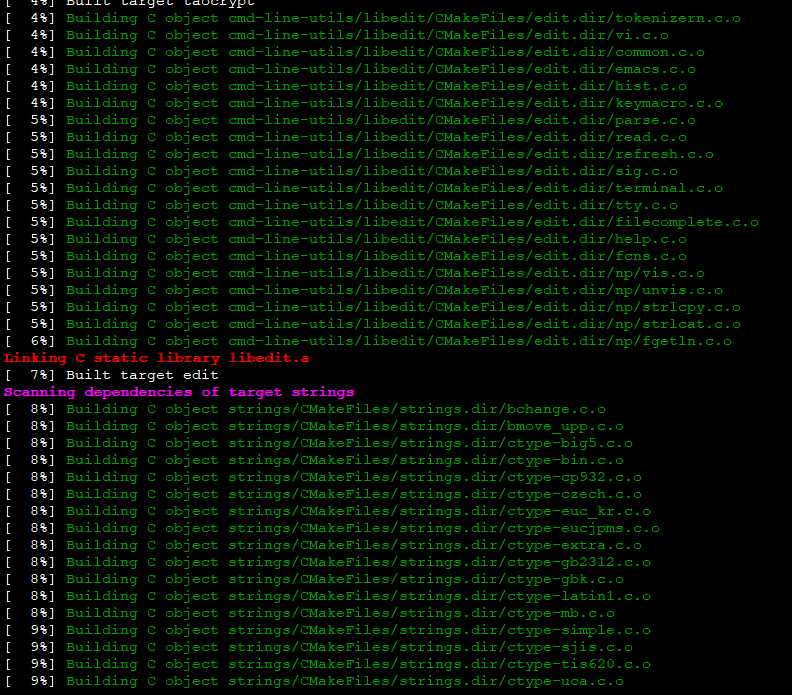 [  4%] Built target taocrypt
[  4%] Building C object cmd-line-utils/libedit/CMakeFiles/edit.dir/tokenizern.c.o
[  4%] Building C object cmd-line-utils/libedit/CMakeFiles/edit.dir/vi.c.o
[  4%] Building C object cmd-line-utils/libedit/CMakeFiles/edit.dir/common.c.o
[  4%] Building C object cmd-line-utils/libedit/CMakeFiles/edit.dir/emacs.c.o
[  4%] Building C object cmd-line-utils/libedit/CMakeFiles/edit.dir/hist.c.o
[  4%] Building C object cmd-line-utils/libedit/CMakeFiles/edit.dir/keymacro.c.o
[  5%] Building C object cmd-line-utils/libedit/CMakeFiles/edit.dir/parse.c.o
[  5%] Building C object cmd-line-utils/libedit/CMakeFiles/edit.dir/read.c.o
[  5%] Building C object cmd-line-utils/libedit/CMakeFiles/edit.dir/refresh.c.o
[  5%] Building C object cmd-line-utils/libedit/CMakeFiles/edit.dir/sig.c.o
[  5%] Building C object cmd-line-utils/libedit/CMakeFiles/edit.dir/terminal.c.o
[  5%] Building C object cmd-line-utils/libedit/CMakeFiles/edit.dir/tty.c.o
[  5%] Building C object cmd-line-utils/libedit/CMakeFiles/edit.dir/filecomplete.c.o
[  5%] Building C object cmd-line-utils/libedit/CMakeFiles/edit.dir/help.c.o
[  5%] Building C object cmd-line-utils/libedit/CMakeFiles/edit.dir/fcns.c.o
[  5%] Building C object cmd-line-utils/libedit/CMakeFiles/edit.dir/np/vis.c.o
[  5%] Building C object cmd-line-utils/libedit/CMakeFiles/edit.dir/np/unvis.c.o
[  5%] Building C object cmd-line-utils/libedit/CMakeFiles/edit.dir/np/strlcpy.c.o
[  5%] Building C object cmd-line-utils/libedit/CMakeFiles/edit.dir/np/strlcat.c.o
[  6%] Building C object cmd-line-utils/libedit/CMakeFiles/edit.dir/np/fgetln.c.o
Linking C static library libedit.a
[  7%] Built target edit
Scanning dependencies of target strings
[  8%] Building C object strings/CMakeFiles/strings.dir/bchange.c.o
[  8%] Building C object strings/CMakeFiles/strings.dir/bmove_upp.c.o
[  8%] Building C object strings/CMakeFiles/strings.dir/ctype-big5.c.o
[  8%] Building C object strings/CMakeFiles/strings.dir/ctype-bin.c.o
[  8%] Building C object strings/CMakeFiles/strings.dir/ctype-cp932.c.o
[  8%] Building C object strings/CMakeFiles/strings.dir/ctype-czech.c.o
[  8%] Building C object strings/CMakeFiles/strings.dir/ctype-euc_kr.c.o
[  8%] Building C object strings/CMakeFiles/strings.dir/ctype-eucjpms.c.o
[  8%] Building C object strings/CMakeFiles/strings.dir/ctype-extra.c.o
[  8%] Building C object strings/CMakeFiles/strings.dir/ctype-gb2312.c.o
[  8%] Building C object strings/CMakeFiles/strings.dir/ctype-gbk.c.o
[  8%] Building C object strings/CMakeFiles/strings.dir/ctype-latin1.c.o
[  8%] Building C object strings/CMakeFiles/strings.dir/ctype-mb.c.o
[  9%] Building C object strings/CMakeFiles/strings.dir/ctype-simple.c.o
[  9%] Building C object strings/CMakeFiles/strings.dir/ctype-sjis.c.o
[  9%] Building C object strings/CMakeFiles/strings.dir/ctype-tis620.c.o
[  9%] Building C object strings/CMakeFiles/strings.dir/ctype-uca.c.o